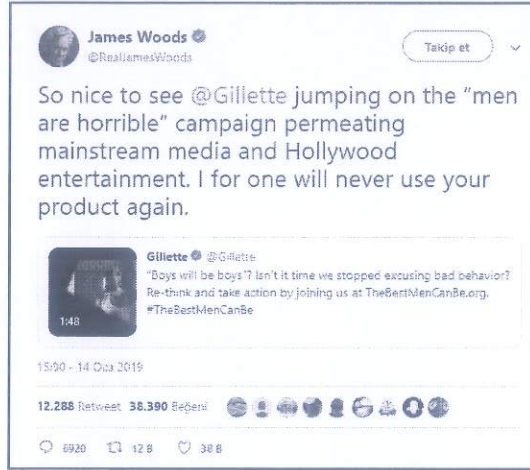 James Woods
@RealJamesWoods
Takip et
So nice to see @Gillette jumping on the "men
are horrible" campaign permeating
mainstream media and Hollywood
entertainment. I for one will never use your
product again.
Gillette @Gillette
"Boys will be boys"? Isn't it time we stopped excusing bad behavior?
Re-think and take action by joining us at TheBestMenCanBe.org.
#TheBestMenCanBe
1:48
15:00 - 14 Oca 2019
12.288 Retweet 38.390 Beğeni
6920 12 B 38 B